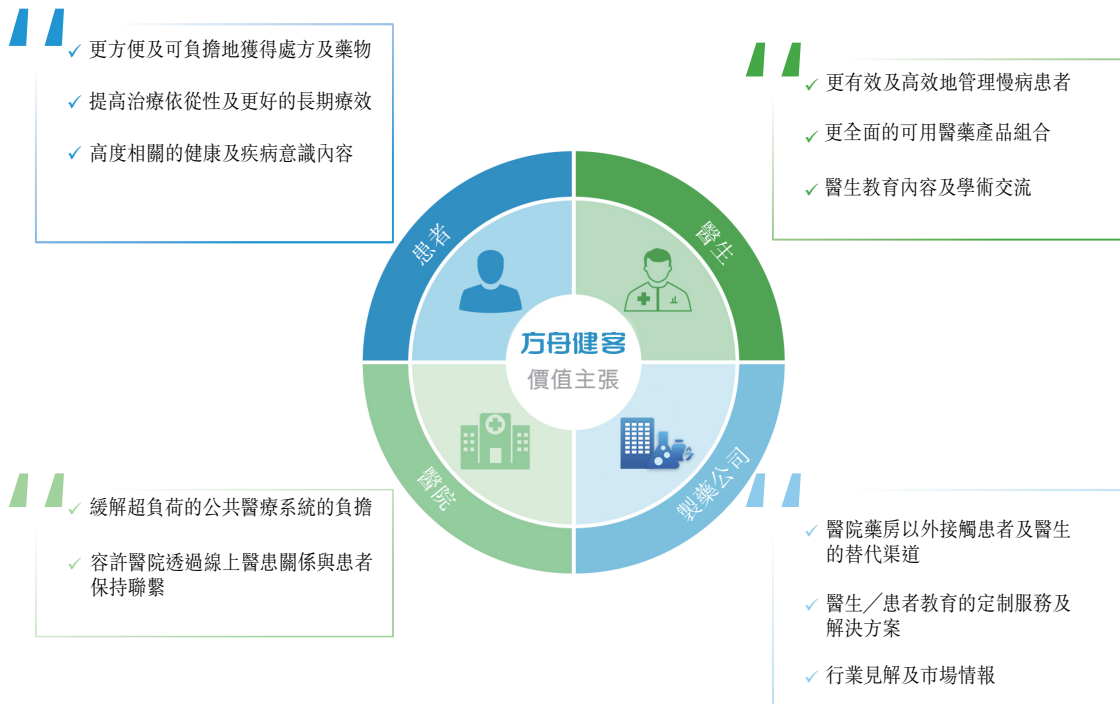 更方便及可負擔地獲得處方及藥物
提高治療依從性及更好的長期療效
高度相關的健康及疾病意識內容
更有效及高效地管理慢病患者
更全面的可用醫藥產品組合
醫生教育內容及學術交流
患者
醫生
方舟健客
價值主張
醫院
製藥公司
緩解超負荷的公共醫療系統的負擔
容許醫院透過線上醫患關係與患者
保持聯繫
醫院藥房以外接觸患者及醫生
的替代渠道
醫生／患者教育的定制服務及
解決方案
行業見解及市場情報